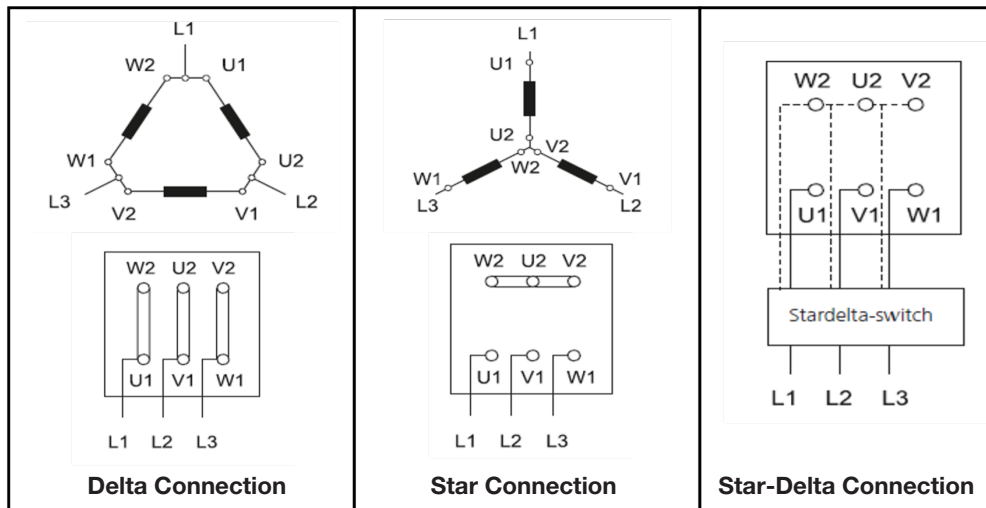 L1
W2 U1
W1 U2
L3 V2 V1 L2
W2 U2 V2
U1 V1 W1
L1 L2 L3
Delta Connection
L1
U1
U2 V2
W2
W1 V1
L3 L2
W2 U2 V2
U1 V1 W1
L1 L2 L3
Star Connection
W2 U2 V2
U1 V1 W1
Stardelta-switch
L1 L2 L3
Star-Delta Connection